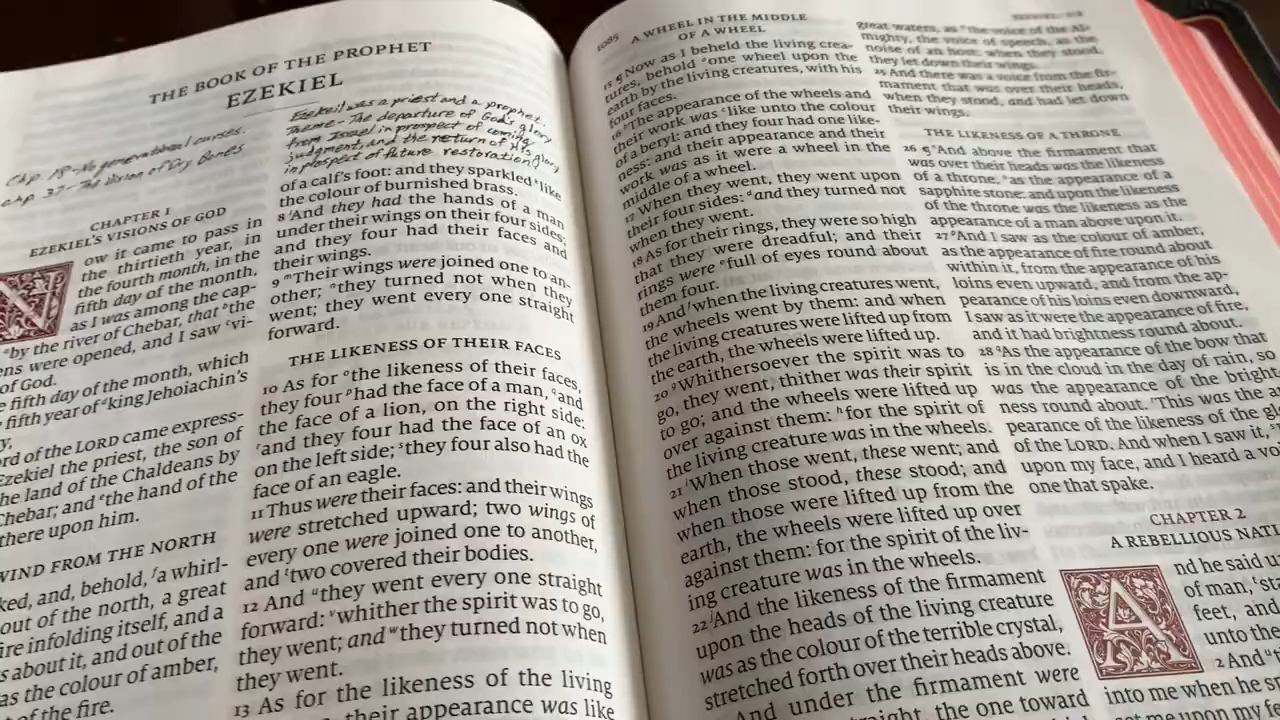 THE BOOK OF THE PROPHET
EZEKIEL
Chp. 18-No generational curses.
Chp. 37-The Vision of Dry Bones
Ezekiel was a priest and a prophet.
Theme- The departure of God's glory
from Israel in prospect of coming
judgment, and the return of His glory
in prospect of future restoration
CHAPTER 1
EZEKIEL'S VISIONS OF GOD
NOW it came to pass in
the thirtieth year, in
the fourth month, in the
fifth day of the month,
as I was among the cap-
by the river of Chebar, that the
ens were opened, and I saw vi-
of God.
fifth day of the month, which
fifth year of king Jehoiachin's
ord of the LORD came express-
Ezekiel the priest, the son of
he land of the Chaldeans by
Chebar; and the hand of the
there upon him.
WIND FROM THE NORTH
ked, and, behold, a whirl-
out of the north, a great
ire infolding itself, and a
s about it, and out of the
as the colour of amber,
of the fire.
of a calf's foot: and they sparkled like
the colour of burnished brass.
8 And they had the hands of a man
under their wings on their four sides;
and they four had their faces and
their wings.
9 Their wings were joined one to an-
other; they turned not when they
went; they went every one straight
forward.
THE LIKENESS OF THEIR FACES
10 As for the likeness of their faces,
they four had the face of a man, and
the face of a lion, on the right side:
and they four had the face of an ox
on the left side; they four also had the
face of an eagle.
11 Thus were their faces: and their wings
were stretched upward; two wings of
every one were joined one to another,
and two covered their bodies.
12 And they went every one straight
forward: whither the spirit was to go,
they went; and they turned not when
they went.
13 As for the likeness of the living
their appearance was like
1085
A WHEEL IN THE MIDDLE
OF A WHEEL
15 ¶ Now as I beheld the living crea-
tures, behold one wheel upon the
earth by the living creatures, with his
four faces.
16 The appearance of the wheels and
their work was like unto the colour
of a beryl: and they four had one like-
ness: and their appearance and their
work was as it were a wheel in the
middle of a wheel.
17 When they went, they went upon
their four sides: and they turned not
when they went.
18 As for their rings, they were so high
that they were dreadful; and their
rings were full of eyes round about
them four.
19 And when the living creatures went,
the wheels went by them: and when
the living creatures were lifted up from
the earth, the wheels were lifted up.
20 Whithersoever the spirit was to
go, they went, thither was their spirit
to go; and the wheels were lifted up
over against them: for the spirit of
the living creature was in the wheels.
21 When those went, these went; and
when those stood, these stood; and
when those were lifted up from the
earth, the wheels were lifted up over
against them: for the spirit of the liv-
ing creature was in the wheels.
22 And the likeness of the firmament
upon the heads of the living creature
was as the colour of the terrible crystal,
stretched forth over their heads above.
And under the firmament were
straight, the one toward
great waters, as the voice of the Al-
mighty, the voice of speech, as the
noise of an host: when they stood,
they let down their wings.
25 And there was a voice from the fir-
mament that was over their heads,
when they stood, and had let down
their wings.
THE LIKENESS OF A THRONE
26 ¶ And above the firmament that
was over their heads was the likeness
of a throne, as the appearance of a
sapphire stone: and upon the likeness
of the throne was the likeness as the
appearance of a man above upon it.
27 And I saw as the colour of amber,
as the appearance of fire round about
within it, from the appearance of his
loins even upward, and from the ap-
pearance of his loins even downward,
I saw as it were the appearance of fire,
and it had brightness round about.
28 As the appearance of the bow that
is in the cloud in the day of rain, so
was the appearance of the bright-
ness round about. This was the a
pearance of the likeness of the gl
of the LORD. And when I saw it,
upon my face, and I heard a vo
one that spake.
CHAPTER 2
A REBELLIOUS NATI
And he said u
of man, sta
feet, and
unto the
2 And
into me when he sp
me upon my fe